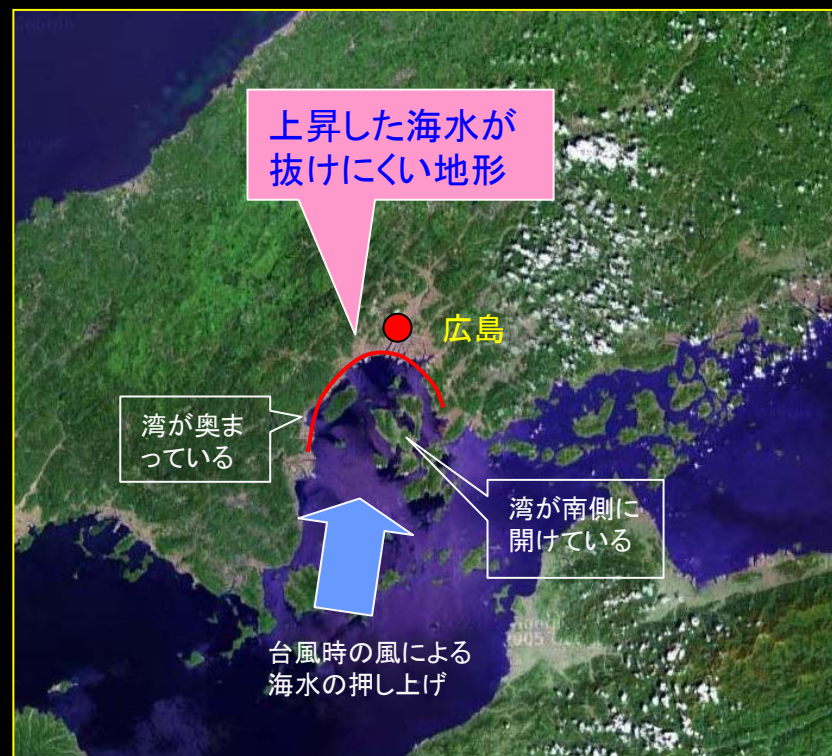 上昇した海水が
抜けにくい地形
広島
湾が奥ま
っている
湾が南側に
開けている
台風時の風による
海水の押し上げ